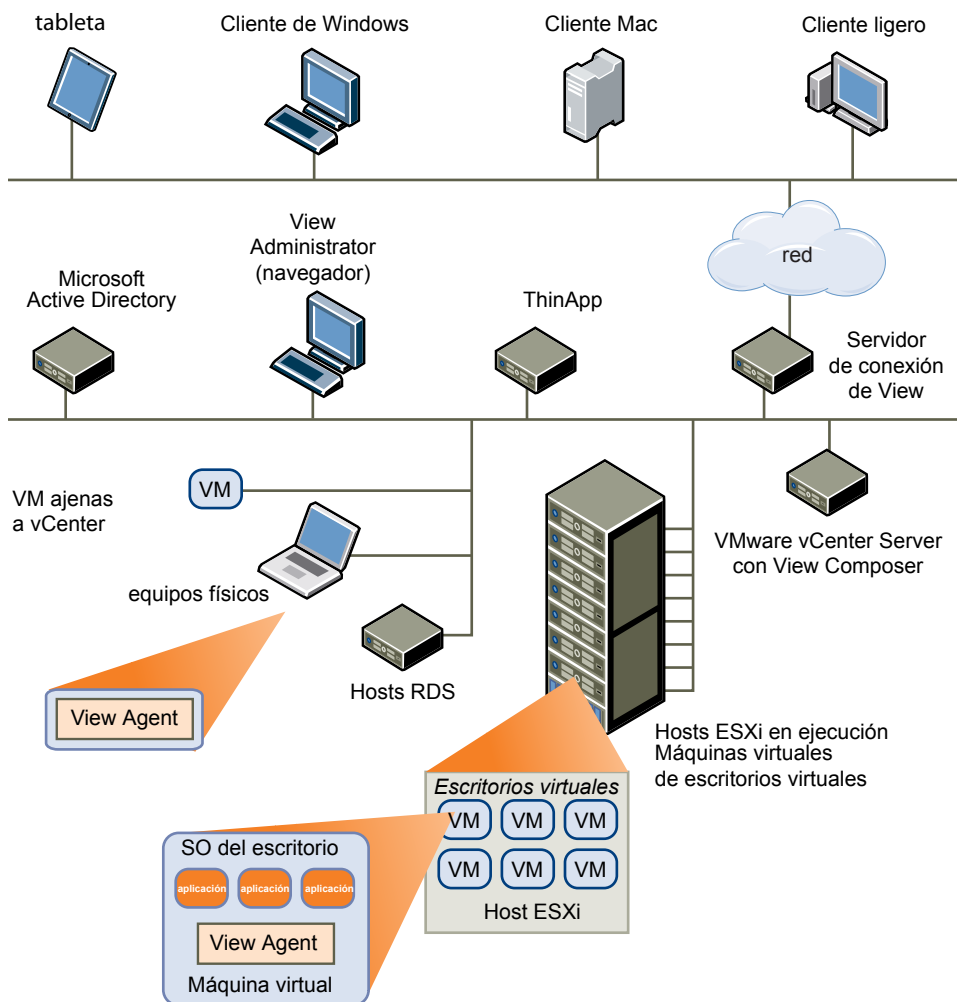 tableta
Cliente de Windows
Cliente Mac
Cliente ligero
View
Administrator
(navegador)
red
Microsoft
Active Directory
ThinApp
Servidor
de conexión
de View
VM ajenas
a vCenter
VM
VMware vCenter Server
con View Composer
equipos físicos
Hosts RDS
View Agent
Hosts ESXi en ejecución
Máquinas virtuales
de escritorios virtuales
Escritorios virtuales
VM VM VM
VM VM VM
Host ESXi
SO del escritorio
aplicación aplicación aplicación
View Agent
Máquina virtual